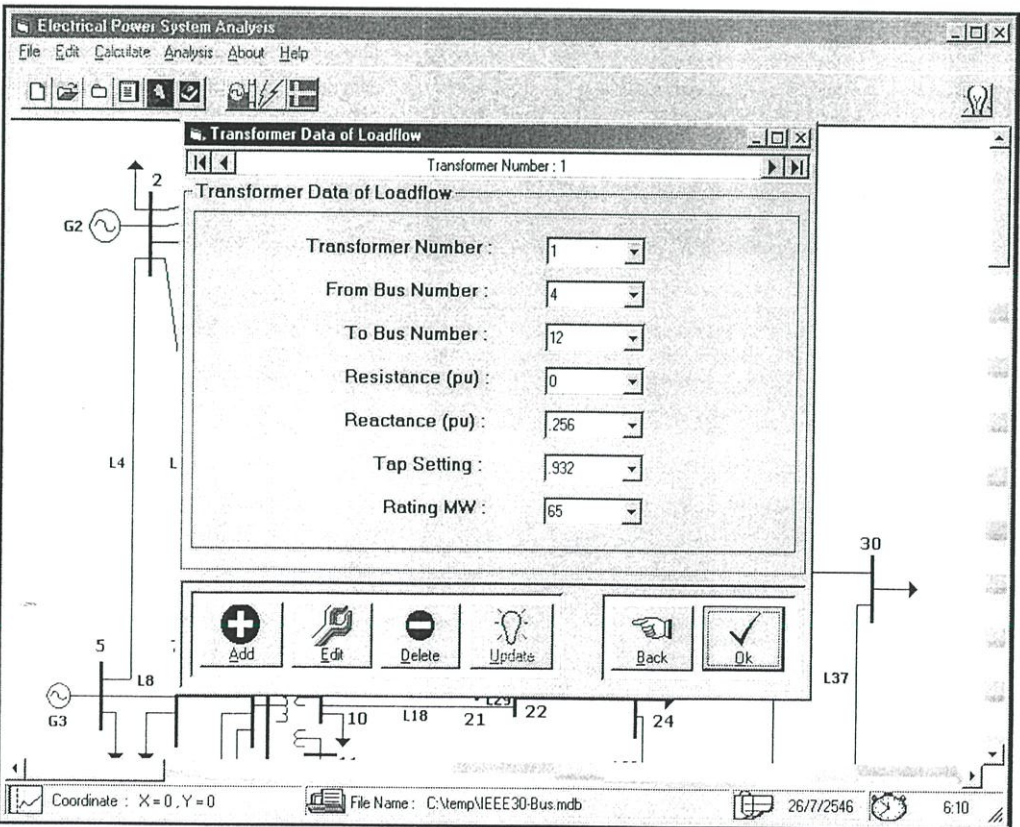 Electrical Power System Analysis
File Edit Calculate Analysis About Help
Transformer Data of Loadflow
Transformer Number : 1
Transformer Data of Loadflow
Transformer Number : 1
From Bus Number : 4
To Bus Number : 12
Resistance (pu) : 0
Reactance (pu) : .256
Tap Setting : .932
Rating MW : 65
Add Edit Delete Update Back Ok
2
G2
L4
L
30
5
L8
L37
G3
10
L18
21
L29
22
24
Coordinate : X = 0 , Y = 0
File Name : C:\temp\IEEE30-Bus.mdb
26/7/2546
6:10